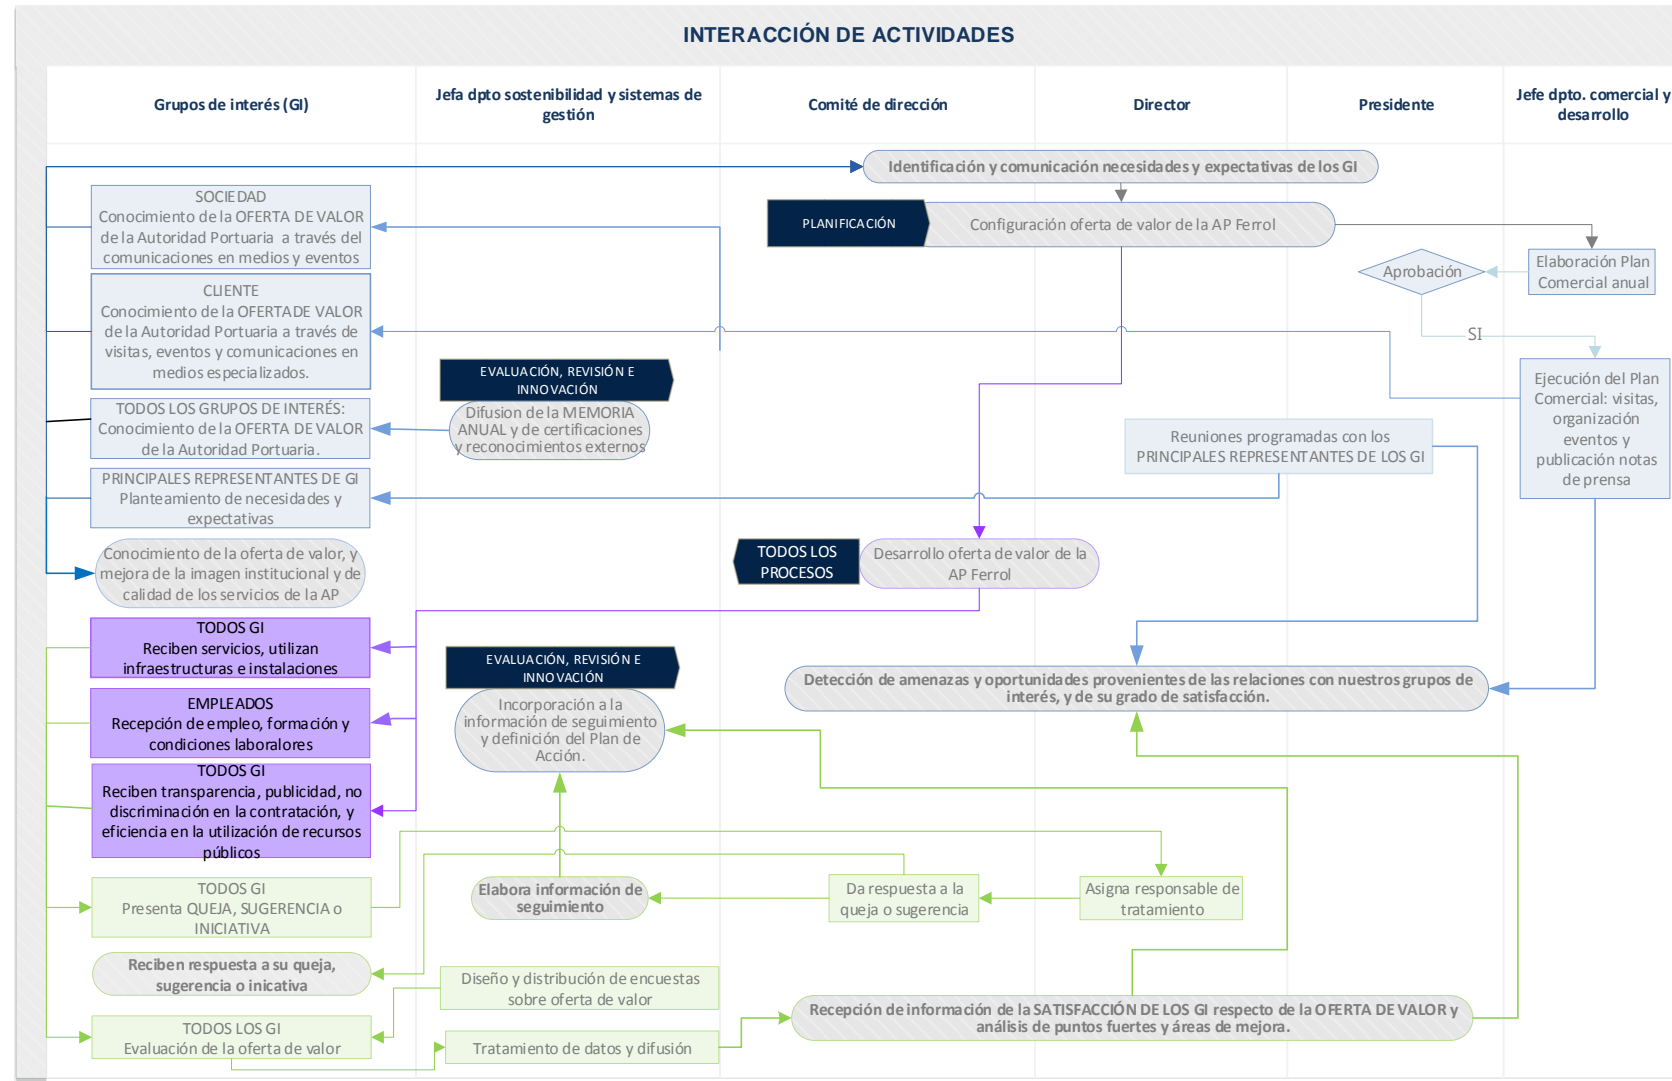 INTERACCIÓN DE ACTIVIDADES
Grupos de interés (GI)
Jefa dpto sostenibilidad y sistemas de
gestión
Comité de dirección
Director
Presidente
Jefe dpto. comercial y
desarrollo
Identificación y comunicación necesidades y expectativas de los GI
SOCIEDAD
Conocimiento de la OFERTA DE VALOR
de la Autoridad Portuaria a través del
comunicaciones en medios y eventos
PLANIFICACIÓN
Configuración oferta de valor de la AP Ferrol
Elaboración Plan
Comercial anual
Aprobación
SI
CLIENTE
Conocimiento de la OFERTADE VALOR
de la Autoridad Portuaria a través de
visitas, eventos y comunicaciones en
medios especializados.
EVALUACIÓN, REVISIÓN E
INNOVACIÓN
Difusion de la MEMORIA
ANUAL y de certificaciones
y reconocimientos externos
Ejecución del Plan
Comercial: visitas,
organización
eventos y
publicación notas
de prensa
TODOS LOS GRUPOS DE INTERÉS:
Conocimiento de la OFERTA DE VALOR
de la Autoridad Portuaria.
Reuniones programadas con los
PRINCIPALES REPRESENTANTES DE LOS GI
PRINCIPALES REPRESENTANTES DE GI
Planteamiento de necesidades y
expectativas
Conocimiento de la oferta de valor, y
mejora de la imagen institucional y de
calidad de los servicios de la AP
TODOS LOS
PROCESOS
Desarrollo oferta de valor de la
AP Ferrol
TODOS GI
Reciben servicios, utilizan
infraestructuras e instalaciones
EVALUACIÓN, REVISIÓN E
INNOVACIÓN
Incorporación a la
información de seguimiento
y definición del Plan de
Acción.
Detección de amenazas y oportunidades provenientes de las relaciones con nuestros grupos de
interés, y de su grado de satisfacción.
EMPLEADOS
Recepción de empleo, formación y
condiciones laboralores
TODOS GI
Reciben transparencia, publicidad, no
discriminación en la contratación, y
eficiencia en la utilización de recursos
públicos
TODOS GI
Presenta QUEJA, SUGERENCIA o
INICIATIVA
Elabora información de
seguimiento
Da respuesta a la
queja o sugerencia
Asigna responsable de
tratamiento
Reciben respuesta a su queja,
sugerencia o inicativa
Diseño y distribución de encuestas
sobre oferta de valor
Recepción de información de la SATISFACCIÓN DE LOS GI respecto de la OFERTA DE VALOR y
análisis de puntos fuertes y áreas de mejora.
TODOS LOS GI
Evaluación de la oferta de valor
Tratamiento de datos y difusión